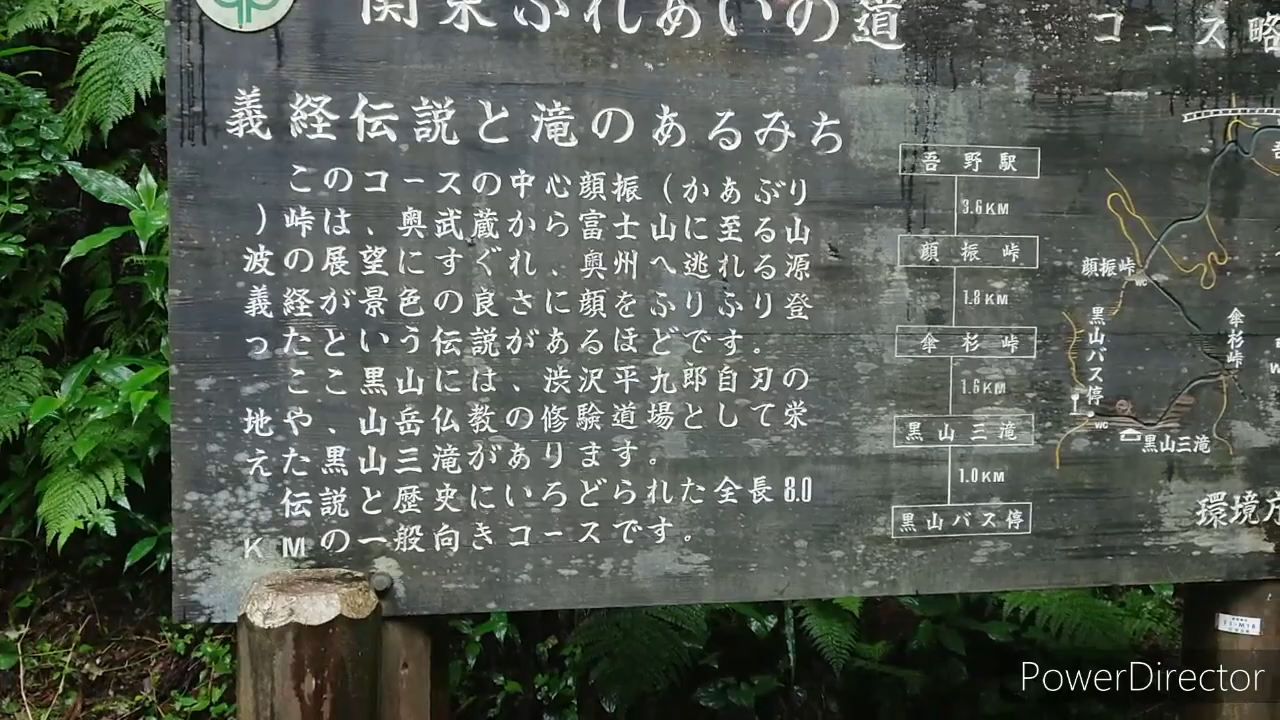 関東ふれあいの道
コース略
義経伝説と滝のあるみち
このコースの中心顔振（かあぶり
）峠は、奥武蔵から富士山に至る山
波の展望にすぐれ、奥州へ逃れる源
義経が景色の良さに顔をふりふり登
ったという伝説があるほどです。
ここ黒山には、渋沢平九郎自刃の
地や、山岳仏教の修験道場として栄
えた黒山三滝があります。
伝説と歴史にいろどられた全長8.0
KMの一般向きコースです。
吾野駅
3.6KM
顔振峠
1.8KM
傘杉峠
1.6KM
黒山三滝
1.0KM
黒山バス停
顔振峠
WC
黒山バス停
傘杉峠
WC
黒山三滝
環境庁
PowerDirector